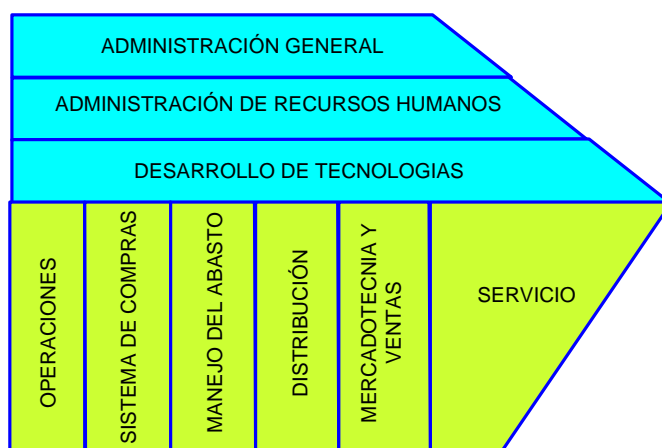 ADMINISTRACIÓN GENERAL
ADMINISTRACIÓN DE RECURSOS HUMANOS
DESARROLLO DE TECNOLOGIAS
OPERACIONES
SISTEMA DE COMPRAS
MANEJO DEL ABASTO
DISTRIBUCIÓN
MERCADOTECNIA Y
VENTAS
SERVICIO